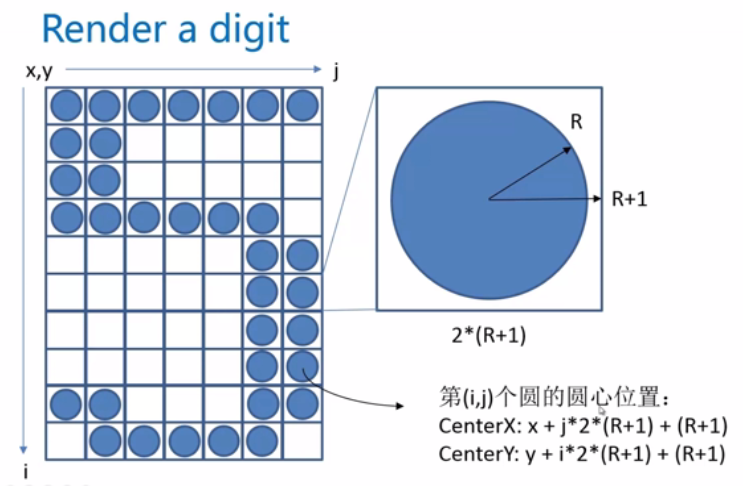 Render a digit
x,y
j
R
R+1
2*(R+1)
第(i,j)个圆的圆心位置：
CenterX: x + j*2*(R+1) + (R+1)
CenterY: y + i*2*(R+1) + (R+1)
i